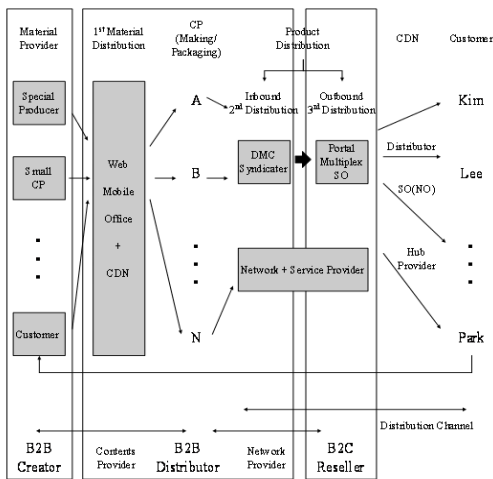 Material
Provider
1st Material
Distribution
CP
(Making/
Packaging)
Product
Distribution
CDN
Customer
Special
Producer
Small
CP
Customer
Web
Mobile
Office
+
CDN
A
B
N
Inbound
2nd Distribution
Outbound
3rd Distribution
DMC
Syndicater
Portal
Multiplex
SO
Network + Service Provider
Kim
Distributor
Lee
SO(NO)
Hub
Provider
Park
Distribution Channel
B2B
Creator
Contents
Provider
B2B
Distributor
Network
Provider
B2C
Reseller